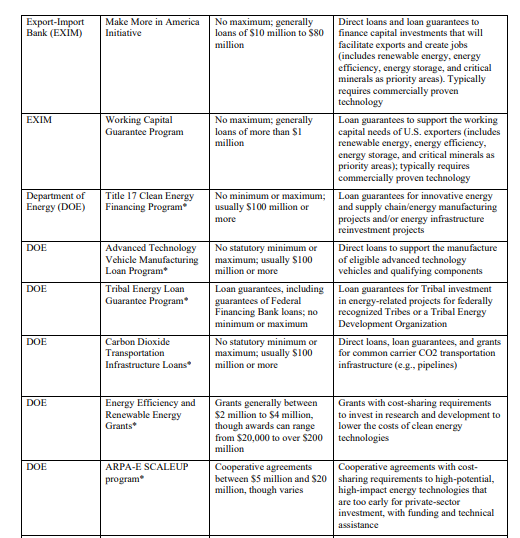 Export-Import
Bank (EXIM)
Make More in America
Initiative
No maximum; generally
loans of $10 million to $80
million
Direct loans and loan guarantees to
finance capital investments that will
facilitate exports and create jobs
(includes renewable energy, energy
efficiency, energy storage, and critical
minerals as priority areas). Typically
requires commercially proven
technology
EXIM
Working Capital
Guarantee Program
No maximum; generally
loans of more than $1
million
Loan guarantees to support the working
capital needs of U.S. exporters (includes
renewable energy, energy efficiency,
energy storage, and critical minerals as
priority areas); typically requires
commercially proven technology
Department of
Energy (DOE)
Title 17 Clean Energy
Financing Program*
No minimum or maximum;
usually $100 million or
more
Loan guarantees for innovative energy
and supply chain/energy manufacturing
projects and/or energy infrastructure
reinvestment projects
DOE
Advanced Technology
Vehicle Manufacturing
Loan Program*
No statutory minimum or
maximum; usually $100
million or more
Direct loans to support the manufacture
of eligible advanced technology
vehicles and qualifying components
DOE
Tribal Energy Loan
Guarantee Program*
Loan guarantees, including
guarantees of Federal
Financing Bank loans; no
minimum or maximum
Loan guarantees for Tribal investment
in energy-related projects for federally
recognized Tribes or a Tribal Energy
Development Organization
DOE
Carbon Dioxide
Transportation
Infrastructure Loans*
No statutory minimum or
maximum; usually $100
million or more
Direct loans, loan guarantees, and grants
for common carrier CO2 transportation
infrastructure (e.g., pipelines)
DOE
Energy Efficiency and
Renewable Energy
Grants*
Grants generally between
$2 million to $4 million,
though awards can range
from $20,000 to over $200
million
Grants with cost-sharing requirements
to invest in research and development to
lower the costs of clean energy
technologies
DOE
ARPA-E SCALEUP
program*
Cooperative agreements
between $5 million and $20
million, though varies
Cooperative agreements with cost-
sharing requirements to high-potential,
high-impact energy technologies that
are too early for private-sector
investment, with funding and technical
assistance